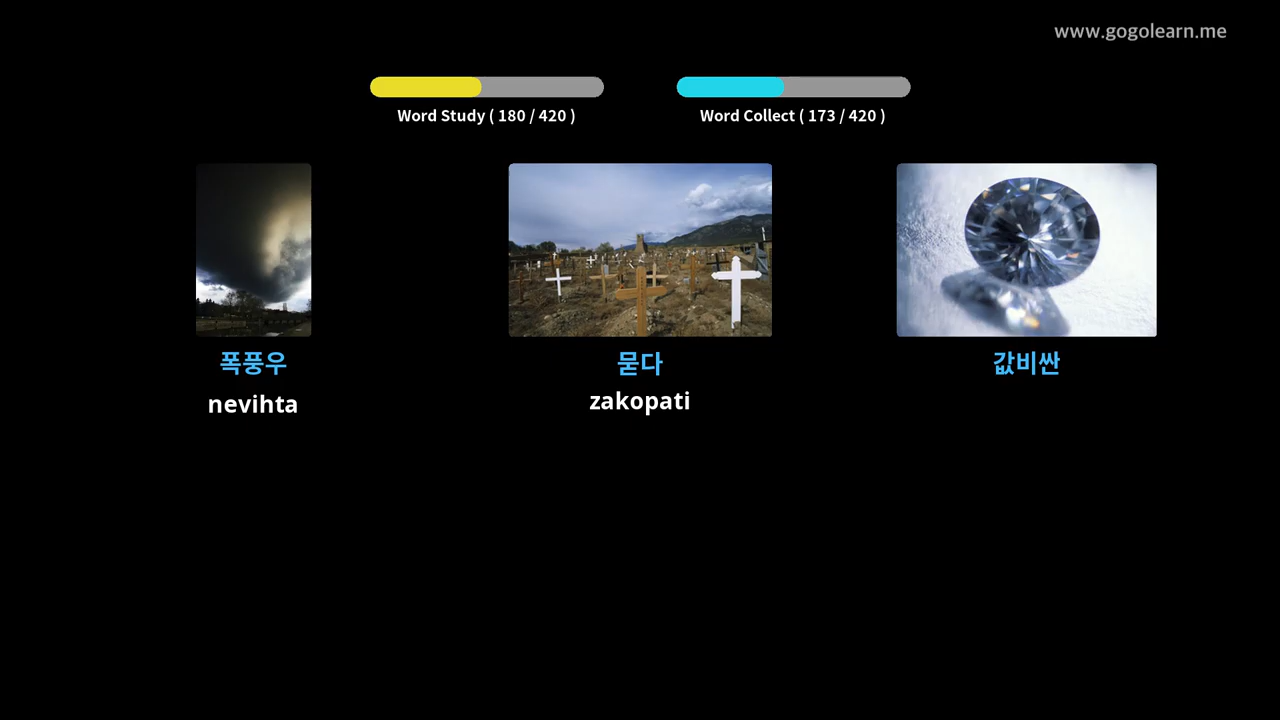 www.gogolearn.me
Word Study ( 180 / 420 )
Word Collect ( 173 / 420 )
폭풍우
묻다
값비싼
nevihta
zakopati